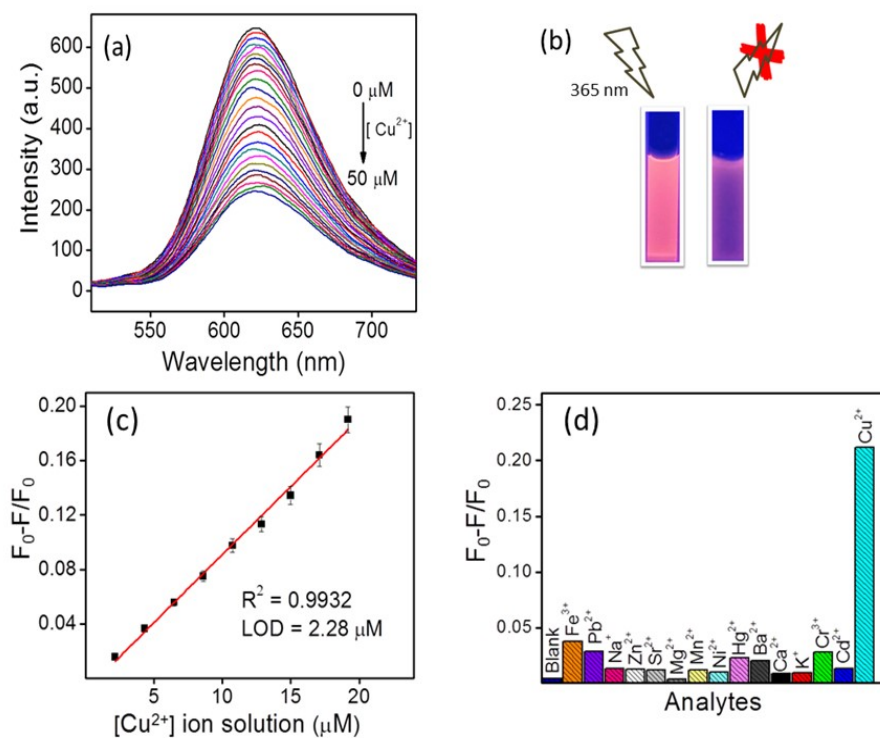 (a)
600
500
400
300
200
100
0
Intensity (a.u.)
550 600 650 700
Wavelength (nm)
0 μM
[ Cu²⁺]
50 μM
(b)
365 nm
(c)
0.20
0.16
0.12
0.08
0.04
F₀-F/F₀
R² = 0.9932
LOD = 2.28 μM
5 10 15 20
[Cu²⁺] ion solution (μM)
(d)
0.25
0.20
0.15
0.10
0.05
F₀-F/F₀
Blank
Fe³⁺
Pb²⁺
Na⁺
Zn²⁺
Sr²⁺
Mg²⁺
Mn²⁺
Ni²⁺
Hg²⁺
Ba²⁺
Ca²⁺
K⁺
Cr³⁺
Cd²⁺
Cu²⁺
Analytes